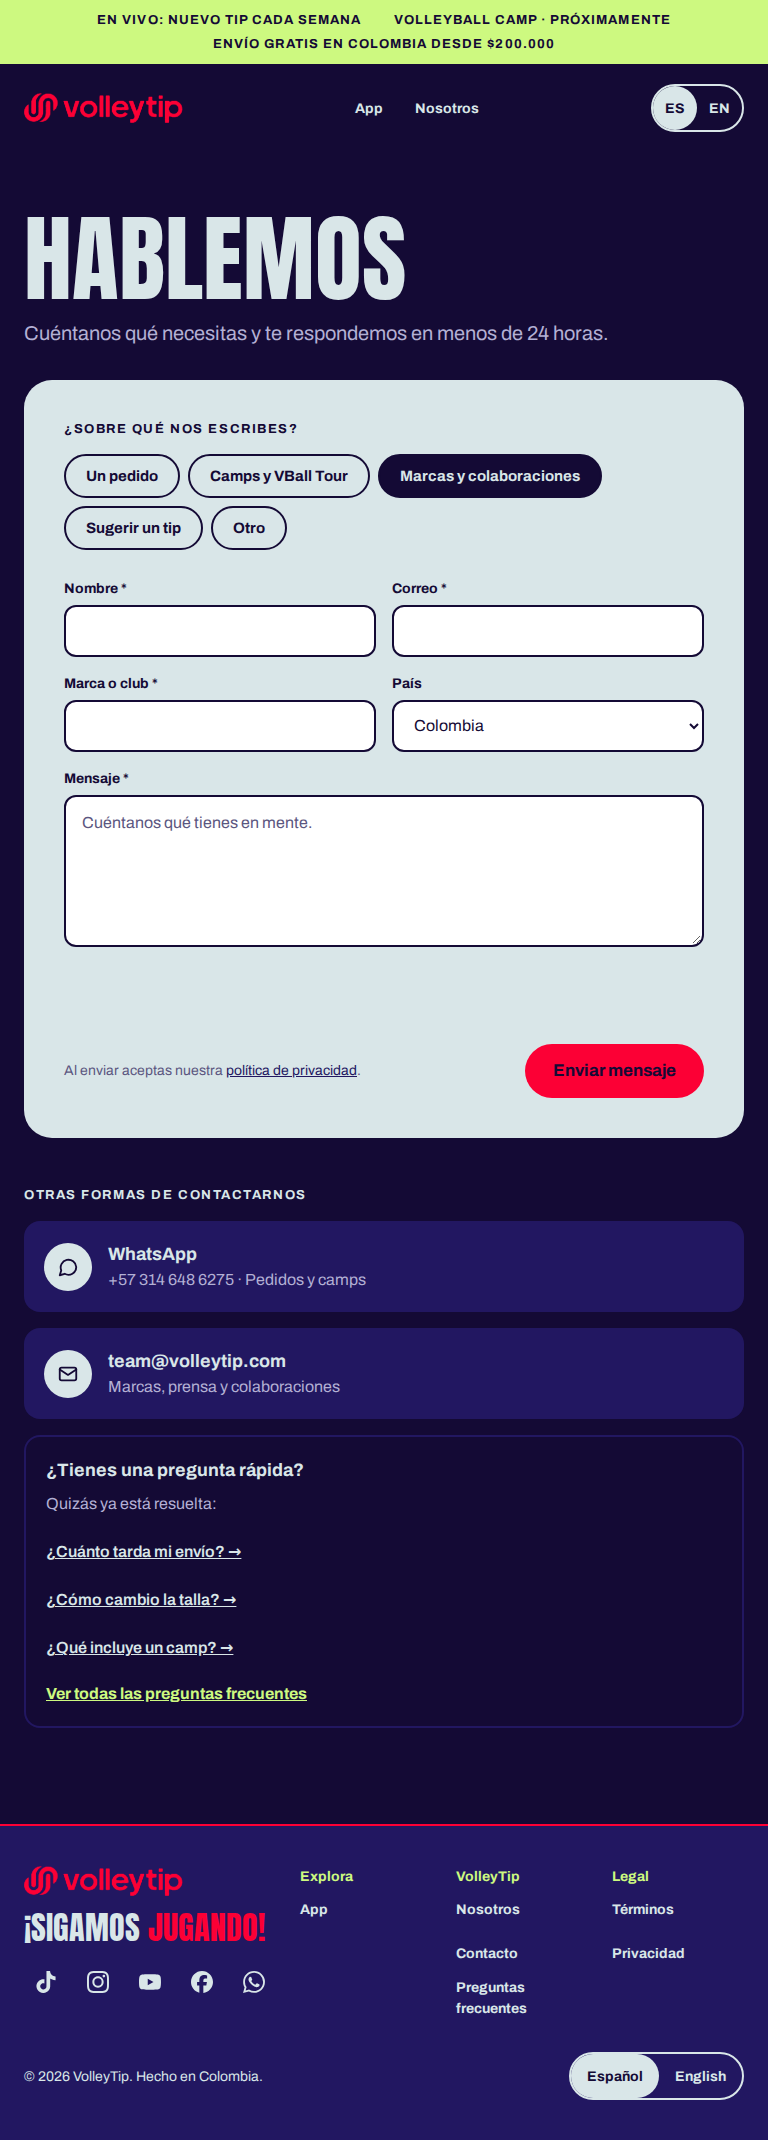 EN VIVO: NUEVO TIP CADA SEMANA VOLLEYBALL CAMP · PRÓXIMAMENTE
ENVÍO GRATIS EN COLOMBIA DESDE $200.000
volleytip App Nosotros ES EN
HABLEMOS
Cuéntanos qué necesitas y te respondemos en menos de 24 horas.
¿SOBRE QUÉ NOS ESCRIBES?
Un pedido Camps y VBall Tour Marcas y colaboraciones
Sugerir un tip Otro
Nombre * Correo *
Marca o club * País
Colombia
Mensaje *
Cuéntanos qué tienes en mente.
Al enviar aceptas nuestra política de privacidad. Enviar mensaje
OTRAS FORMAS DE CONTACTARNOS
WhatsApp
+57 314 648 6275 · Pedidos y camps
team@volleytip.com
Marcas, prensa y colaboraciones
¿Tienes una pregunta rápida?
Quizás ya está resuelta:
¿Cuánto tarda mi envío? →
¿Cómo cambio la talla? →
¿Qué incluye un camp? →
Ver todas las preguntas frecuentes
volleytip
¡SIGAMOS JUGANDO!
Explora
App
VolleyTip
Nosotros
Contacto
Preguntas
frecuentes
Legal
Términos
Privacidad
© 2026 VolleyTip. Hecho en Colombia. Español English